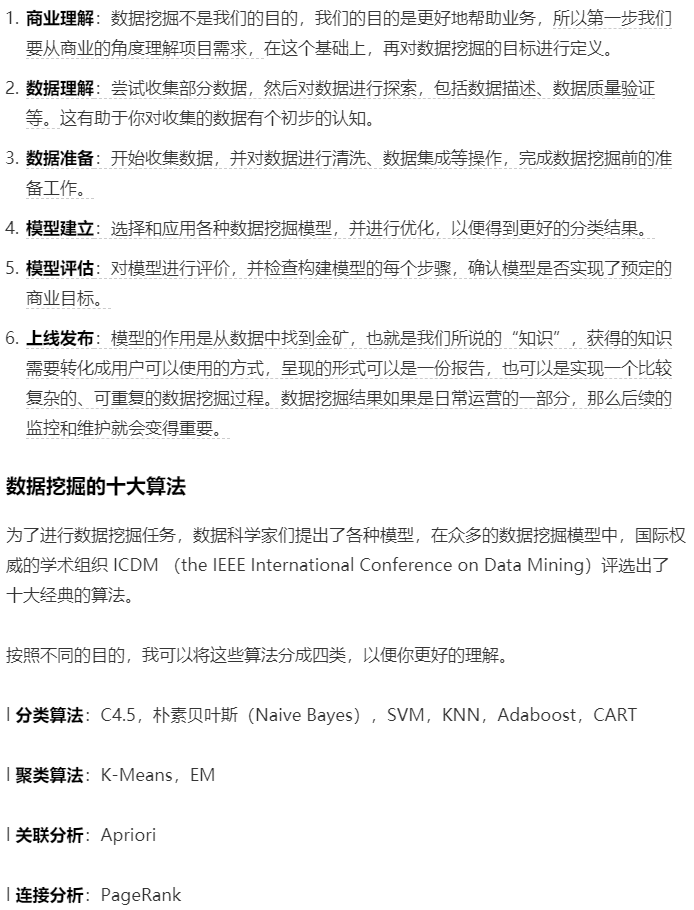 1. 商业理解：数据挖掘不是我们的目的，我们的目的是更好地帮助业务，所以第一步我们
要从商业的角度理解项目需求，在这个基础上，再对数据挖掘的目标进行定义。
2. 数据理解：尝试收集部分数据，然后对数据进行探索，包括数据描述、数据质量验证
等。这有助于你对收集的数据有个初步的认知。
3. 数据准备：开始收集数据，并对数据进行清洗、数据集成等操作，完成数据挖掘前的准
备工作。
4. 模型建立：选择和应用各种数据挖掘模型，并进行优化，以便得到更好的分类结果。
5. 模型评估：对模型进行评价，并检查构建模型的每个步骤，确认模型是否实现了预定的
商业目标。
6. 上线发布：模型的作用是从数据中找到金矿，也就是我们所说的“知识”，获得的知识
需要转化成用户可以使用的方式，呈现的形式可以是一份报告，也可以是实现一个比较
复杂的、可重复的数据挖掘过程。数据挖掘结果如果是日常运营的一部分，那么后续的
监控和维护就会变得重要。
数据挖掘的十大算法
为了进行数据挖掘任务，数据科学家们提出了各种模型，在众多的数据挖掘模型中，国际权
威的学术组织 ICDM （the IEEE International Conference on Data Mining）评选出了
十大经典的算法。
按照不同的目的，我可以将这些算法分成四类，以便你更好的理解。
l 分类算法：C4.5，朴素贝叶斯（Naive Bayes），SVM，KNN，Adaboost，CART
l 聚类算法：K-Means，EM
l 关联分析：Apriori
l 连接分析：PageRank